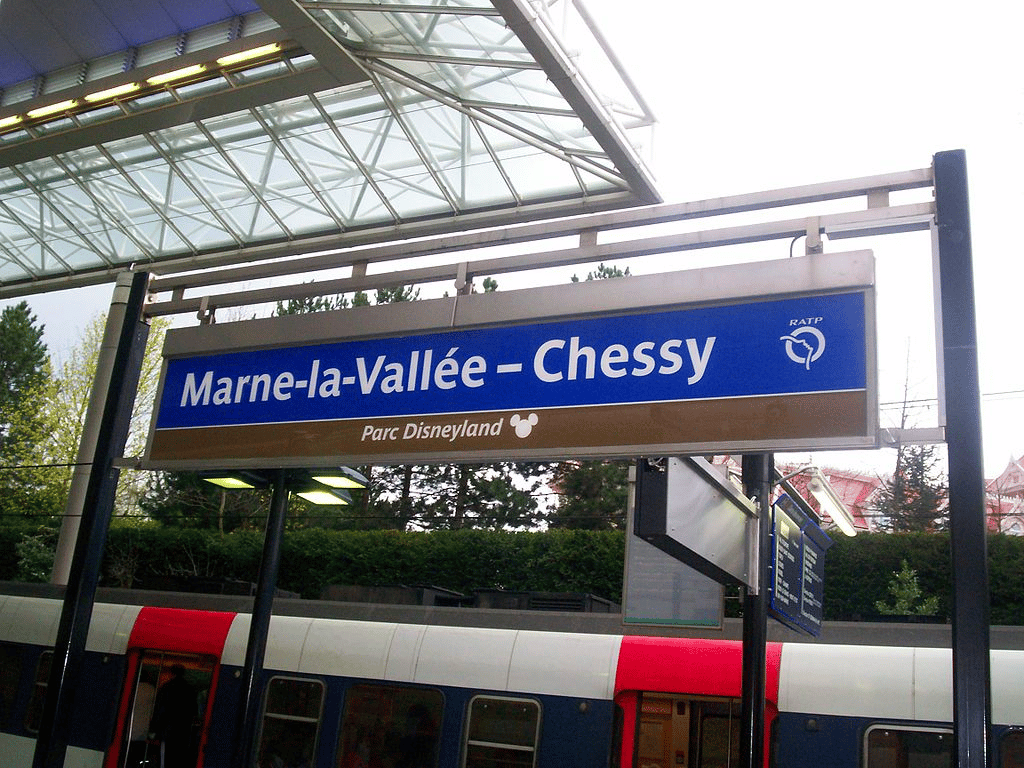 RATP
Marne-la-Vallée – Chessy
Parc Disneyland